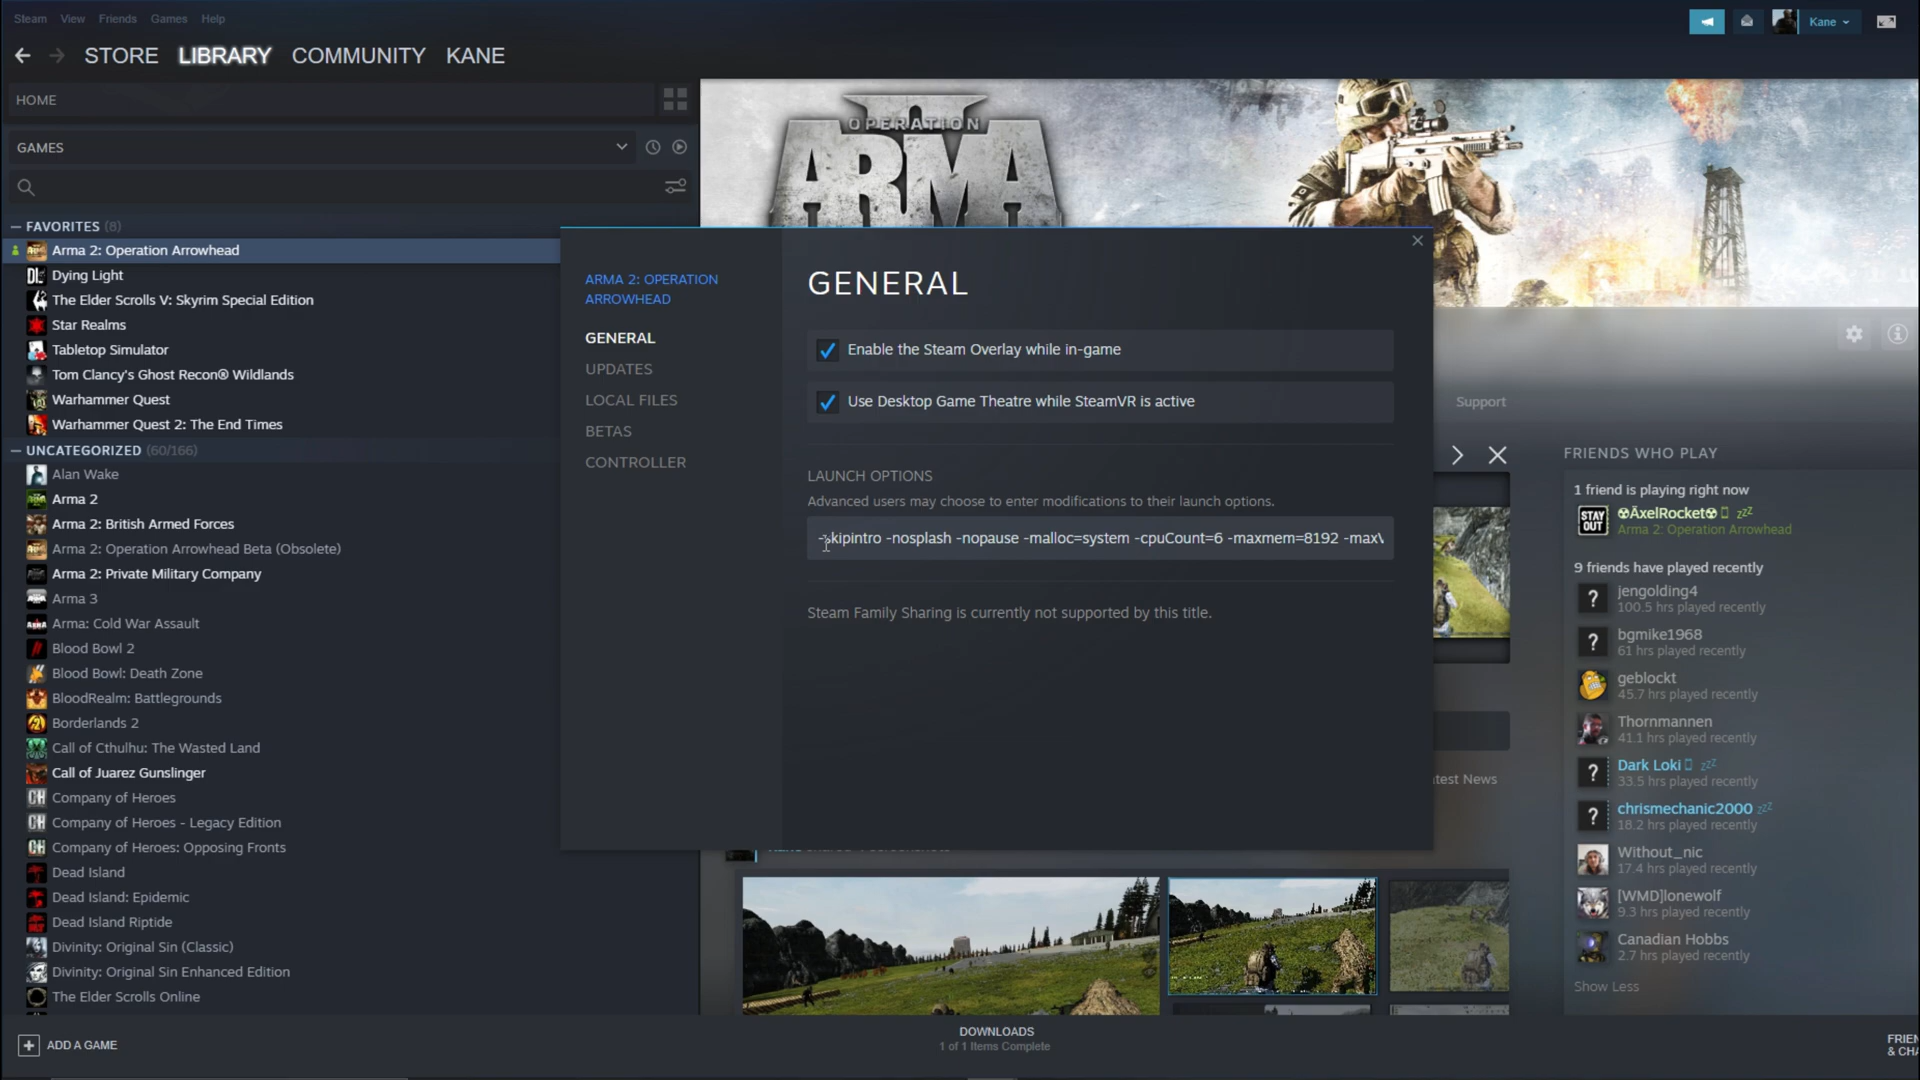 Steam View Friends Games Help
Kane
STORE LIBRARY COMMUNITY KANE
HOME
GAMES
FAVORITES (8)
Arma 2: Operation Arrowhead
Dying Light
The Elder Scrolls V: Skyrim Special Edition
Star Realms
Tabletop Simulator
Tom Clancy's Ghost Recon® Wildlands
Warhammer Quest
Warhammer Quest 2: The End Times
UNCATEGORIZED (60/166)
Alan Wake
Arma 2
Arma 2: British Armed Forces
Arma 2: Operation Arrowhead Beta (Obsolete)
Arma 2: Private Military Company
Arma 3
Arma: Cold War Assault
Blood Bowl 2
Blood Bowl: Death Zone
BloodRealm: Battlegrounds
Borderlands 2
Call of Cthulhu: The Wasted Land
Call of Juarez Gunslinger
Company of Heroes
Company of Heroes - Legacy Edition
Company of Heroes: Opposing Fronts
Dead Island
Dead Island: Epidemic
Dead Island Riptide
Divinity: Original Sin (Classic)
Divinity: Original Sin Enhanced Edition
The Elder Scrolls Online
ADD A GAME
OPERATION
ARMA
ARMA 2: OPERATION
ARROWHEAD
GENERAL
UPDATES
LOCAL FILES
BETAS
CONTROLLER
GENERAL
Enable the Steam Overlay while in-game
Use Desktop Game Theatre while SteamVR is active
LAUNCH OPTIONS
Advanced users may choose to enter modifications to their launch options.
-skipintro -nosplash -nopause -malloc=system -cpuCount=6 -maxmem=8192 -maxV
Steam Family Sharing is currently not supported by this title.
Support
test News
DOWNLOADS
1 of 1 Items Complete
FRIENDS WHO PLAY
1 friend is playing right now
STAY OUT
☢ÄxelRocket☢ zzZ
Arma 2: Operation Arrowhead
9 friends have played recently
jengolding4
100.5 hrs played recently
bgmike1968
61 hrs played recently
geblockt
45.7 hrs played recently
Thornmannen
41.1 hrs played recently
Dark Loki zzZ
33.5 hrs played recently
chrismechanic2000 zzZ
18.2 hrs played recently
Without_nic
17.4 hrs played recently
[WMD]lonewolf
9.3 hrs played recently
Canadian Hobbs
2.7 hrs played recently
Show Less
FRIEN
& CHA